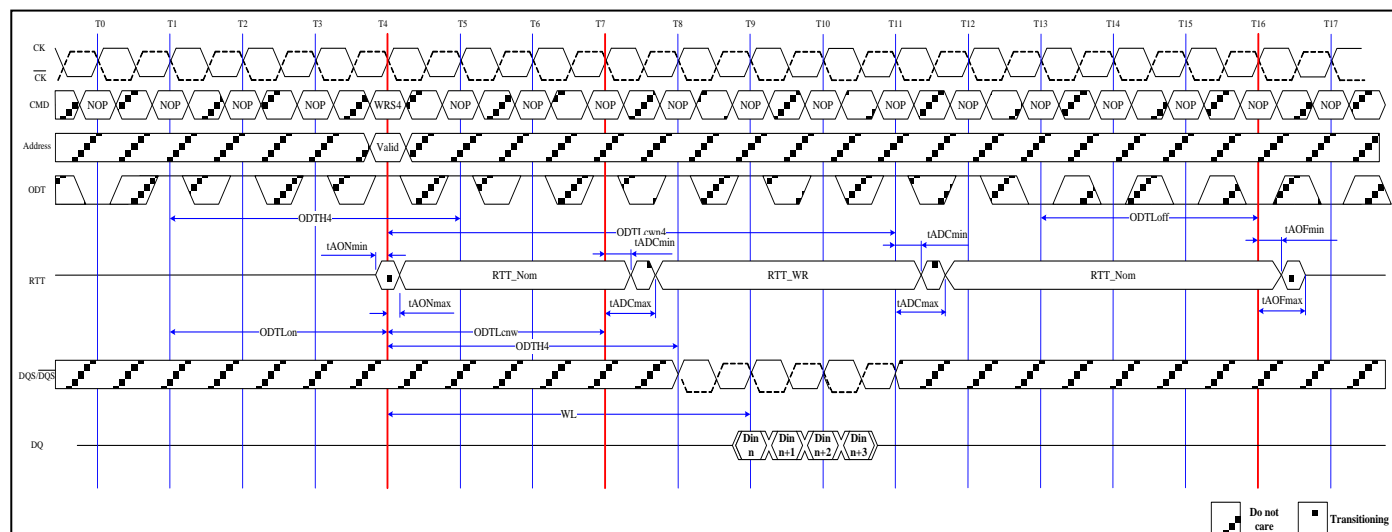 T0 T1 T2 T3 T4 T5 T6 T7 T8 T9 T10 T11 T12 T13 T14 T15 T16 T17
CK
CK
CMD NOP NOP NOP NOP WRS4 NOP NOP NOP NOP NOP NOP NOP NOP NOP NOP NOP NOP NOP
Address Valid
ODT
ODTH4 ODTLoff
ODTLcwn4
tAONmin tADCmin tADCmin tAOFmin
RTT RTT_Nom RTT_WR RTT_Nom
tAONmax tADCmax tADCmax tAOFmax
ODTLon ODTLcnw
ODTH4
DQS/DQS
WL
DQ Din n Din n+1 Din n+2 Din n+3
Do not care Transitioning